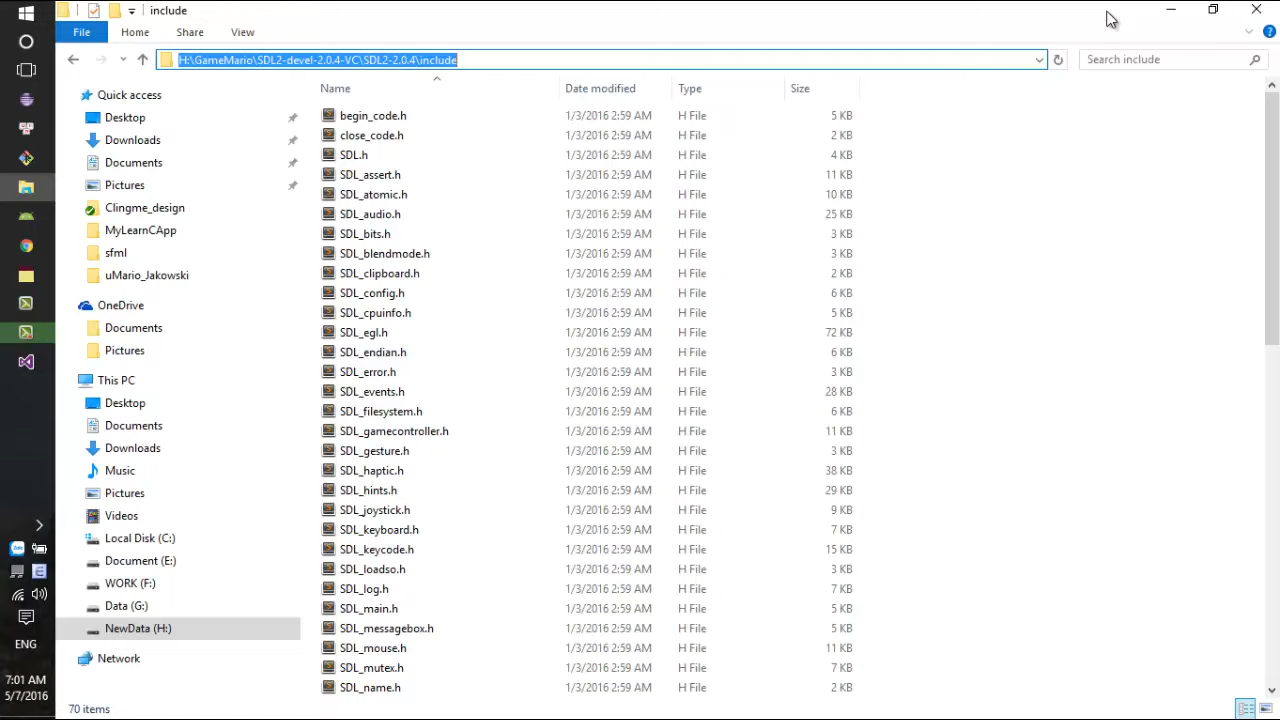 include
File Home Share View
H:\GameMario\SDL2-devel-2.0.4-VC\SDL2-2.0.4\include
Search include
Name Date modified Type Size
Quick access
Desktop
Downloads
Documents
Pictures
Clingme_design
MyLearnCApp
sfml
uMario_Jakowski
OneDrive
Documents
Pictures
This PC
Desktop
Documents
Downloads
Music
Pictures
Videos
Local Disk (C:)
Document (E:)
WORK (F:)
Data (G:)
NewData (H:)
Network
begin_code.h 1/3/2016 2:59 AM H File 5 KB
close_code.h 1/3/2016 2:59 AM H File 2 KB
SDL.h 1/3/2016 2:59 AM H File 4 KB
SDL_assert.h 1/3/2016 2:59 AM H File 11 KB
SDL_atomic.h 1/3/2016 2:59 AM H File 10 KB
SDL_audio.h 1/3/2016 2:59 AM H File 25 KB
SDL_bits.h 1/3/2016 2:59 AM H File 3 KB
SDL_blendmode.h 1/3/2016 2:59 AM H File 3 KB
SDL_clipboard.h 1/3/2016 2:59 AM H File 2 KB
SDL_config.h 1/3/2016 2:59 AM H File 6 KB
SDL_cpuinfo.h 1/3/2016 2:59 AM H File 5 KB
SDL_egl.h 1/3/2016 2:59 AM H File 72 KB
SDL_endian.h 1/3/2016 2:59 AM H File 6 KB
SDL_error.h 1/3/2016 2:59 AM H File 3 KB
SDL_events.h 1/3/2016 2:59 AM H File 28 KB
SDL_filesystem.h 1/3/2016 2:59 AM H File 6 KB
SDL_gamecontroller.h 1/3/2016 2:59 AM H File 11 KB
SDL_gesture.h 1/3/2016 2:59 AM H File 3 KB
SDL_haptic.h 1/3/2016 2:59 AM H File 38 KB
SDL_hints.h 1/3/2016 2:59 AM H File 29 KB
SDL_joystick.h 1/3/2016 2:59 AM H File 9 KB
SDL_keyboard.h 1/3/2016 2:59 AM H File 7 KB
SDL_keycode.h 1/3/2016 2:59 AM H File 15 KB
SDL_loadso.h 1/3/2016 2:59 AM H File 3 KB
SDL_log.h 1/3/2016 2:59 AM H File 7 KB
SDL_main.h 1/3/2016 2:59 AM H File 5 KB
SDL_messagebox.h 1/3/2016 2:59 AM H File 5 KB
SDL_mouse.h 1/3/2016 2:59 AM H File 11 KB
SDL_mutex.h 1/3/2016 2:59 AM H File 7 KB
SDL_name.h 1/3/2016 2:59 AM H File 2 KB
70 items
ENG
7:01 AM
5/7/2016